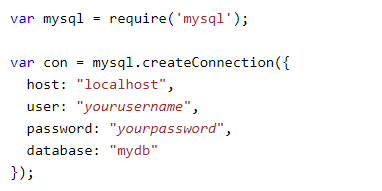 var mysql = require('mysql');
var con = mysql.createConnection({
host: "localhost",
user: "yourusername",
password: "yourpassword",
database: "mydb"
});